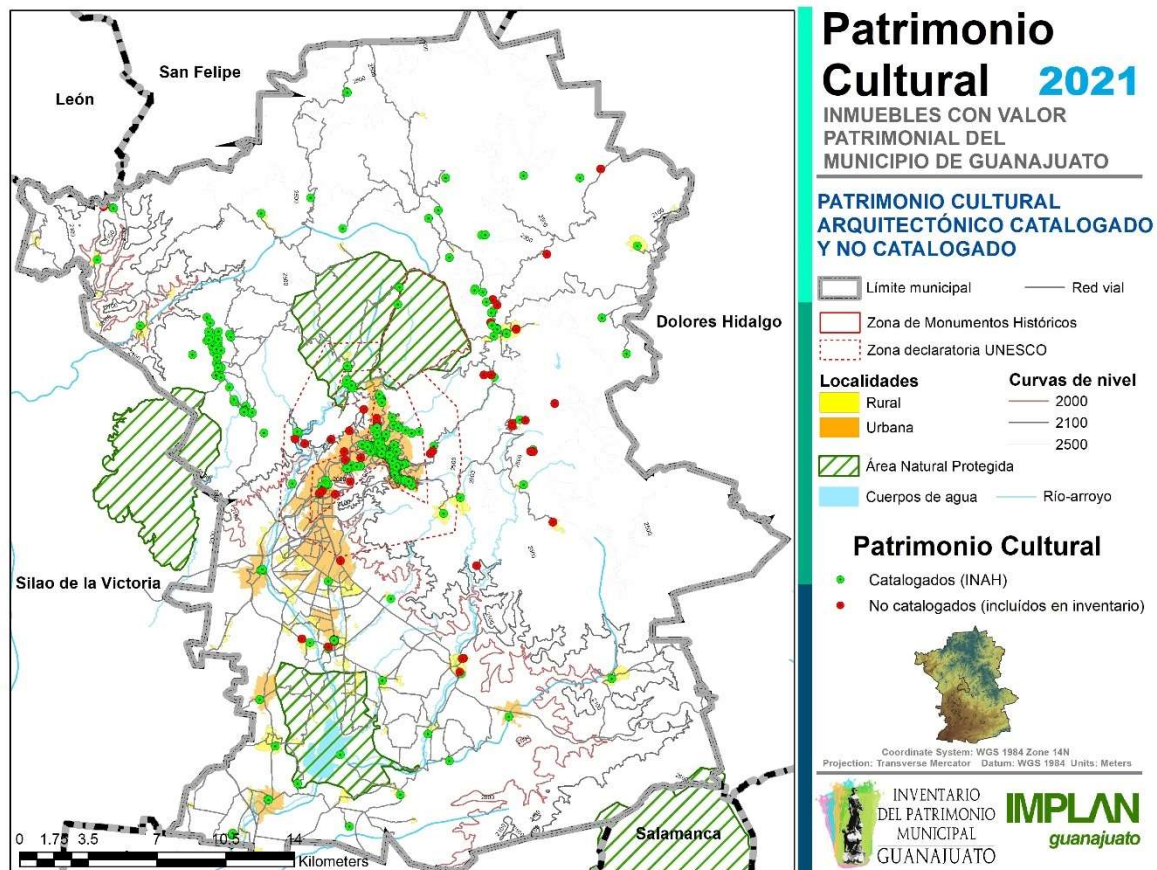 San Felipe
León
Dolores Hidalgo
Silao de la Victoria
Salamanca
0 1.75 3.5 7 10.5 14
Kilometers
Patrimonio
Cultural 2021
INMUEBLES CON VALOR
PATRIMONIAL DEL
MUNICIPIO DE GUANAJUATO
PATRIMONIO CULTURAL
ARQUITECTÓNICO CATALOGADO
Y NO CATALOGADO
Límite municipal Red vial
Zona de Monumentos Históricos
Zona declaratoria UNESCO
Localidades Curvas de nivel
Rural 2000
Urbana 2100
2500
Área Natural Protegida
Cuerpos de agua Río-arroyo
Patrimonio Cultural
Catalogados (INAH)
No catalogados (incluídos en inventario)
Coordinate System: WGS 1984 Zone 14N
Projection: Transverse Mercator Datum: WGS 1984 Units: Meters
INVENTARIO
DEL PATRIMONIO
MUNICIPAL
GUANAJUATO
IMPLAN
guanajuato